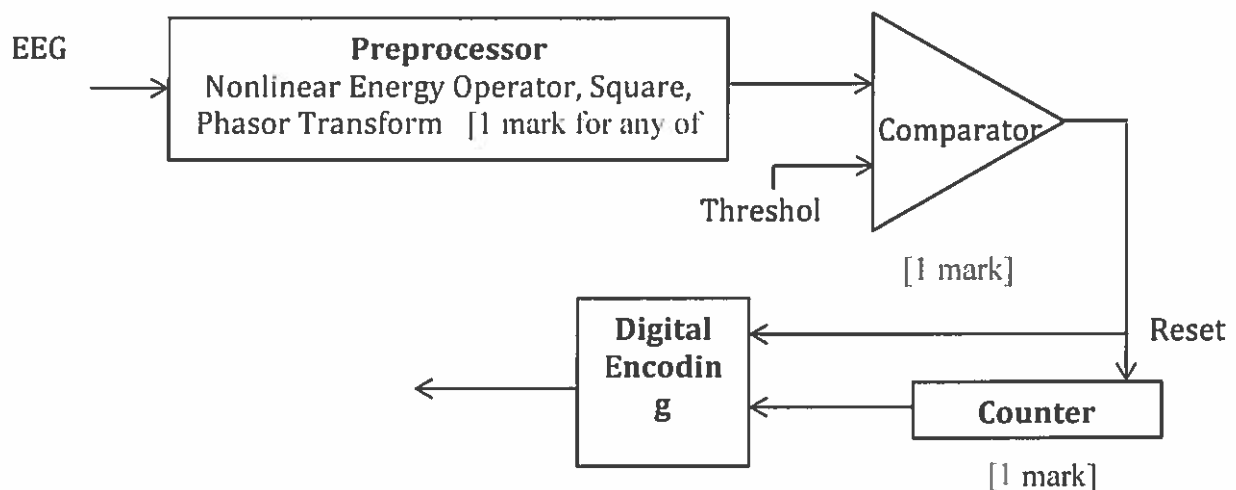 EEG
Preprocessor
Nonlinear Energy Operator, Square,
Phasor Transform [1 mark for any of
Comparator
Threshol
[1 mark]
Digital
Encodin
g
Reset
Counter
[1 mark]